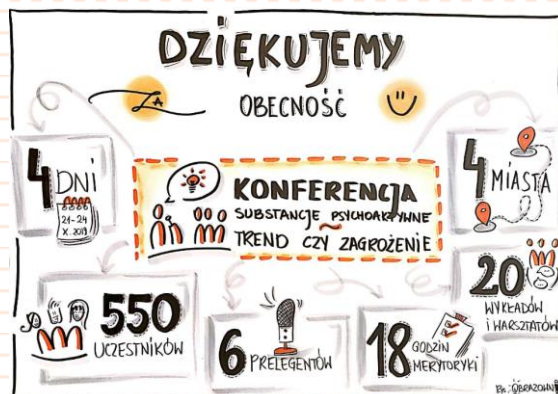 DZIĘKUJEMY
ZA
OBECNOŚĆ
4 DNI
21-24
X. 2019
4 MIASTA
KONFERENCJA
SUBSTANCJE PSYCHOAKTYWNE
TREND CZY ZAGROŻENIE
550
UCZESTNIKÓW
6 PRELEGENTÓW
18 GODZIN
MERYTORYKI
20
WYKŁADÓW
I WARSZTATÓW